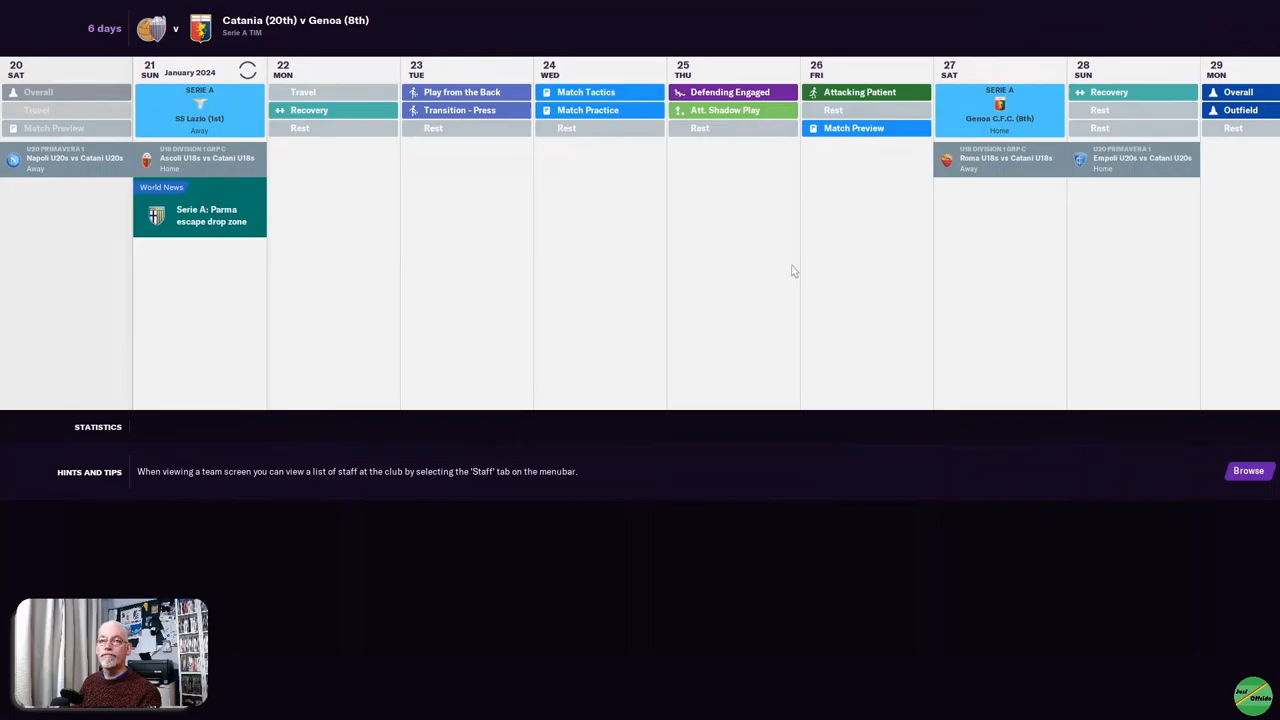 6 days
v
Catania (20th) v Genoa (8th)
Serie A TIM
20
SAT
21
SUN
January 2024
22
MON
23
TUE
24
WED
25
THU
26
FRI
27
SAT
28
SUN
29
MON
Overall
Travel
Match Preview
SERIE A
SS Lazio (1st)
Away
Travel
Recovery
Rest
Play from the Back
Transition - Press
Rest
Match Tactics
Match Practice
Rest
Defending Engaged
Att. Shadow Play
Rest
Attacking Patient
Rest
Match Preview
SERIE A
Genoa C.F.C. (8th)
Home
Recovery
Rest
Rest
Overall
Outfield
Rest
U20 PRIMAVERA 1
Napoli U20s vs Catani U20s
Away
U18 DIVISION 1 GRP C
Ascoli U18s vs Catani U18s
Home
U18 DIVISION 1 GRP C
Roma U18s vs Catani U18s
Away
U20 PRIMAVERA 1
Empoli U20s vs Catani U20s
Home
World News
Serie A: Parma
escape drop zone
STATISTICS
HINTS AND TIPS
When viewing a team screen you can view a list of staff at the club by selecting the 'Staff' tab on the menubar.
Browse
Just
Offside